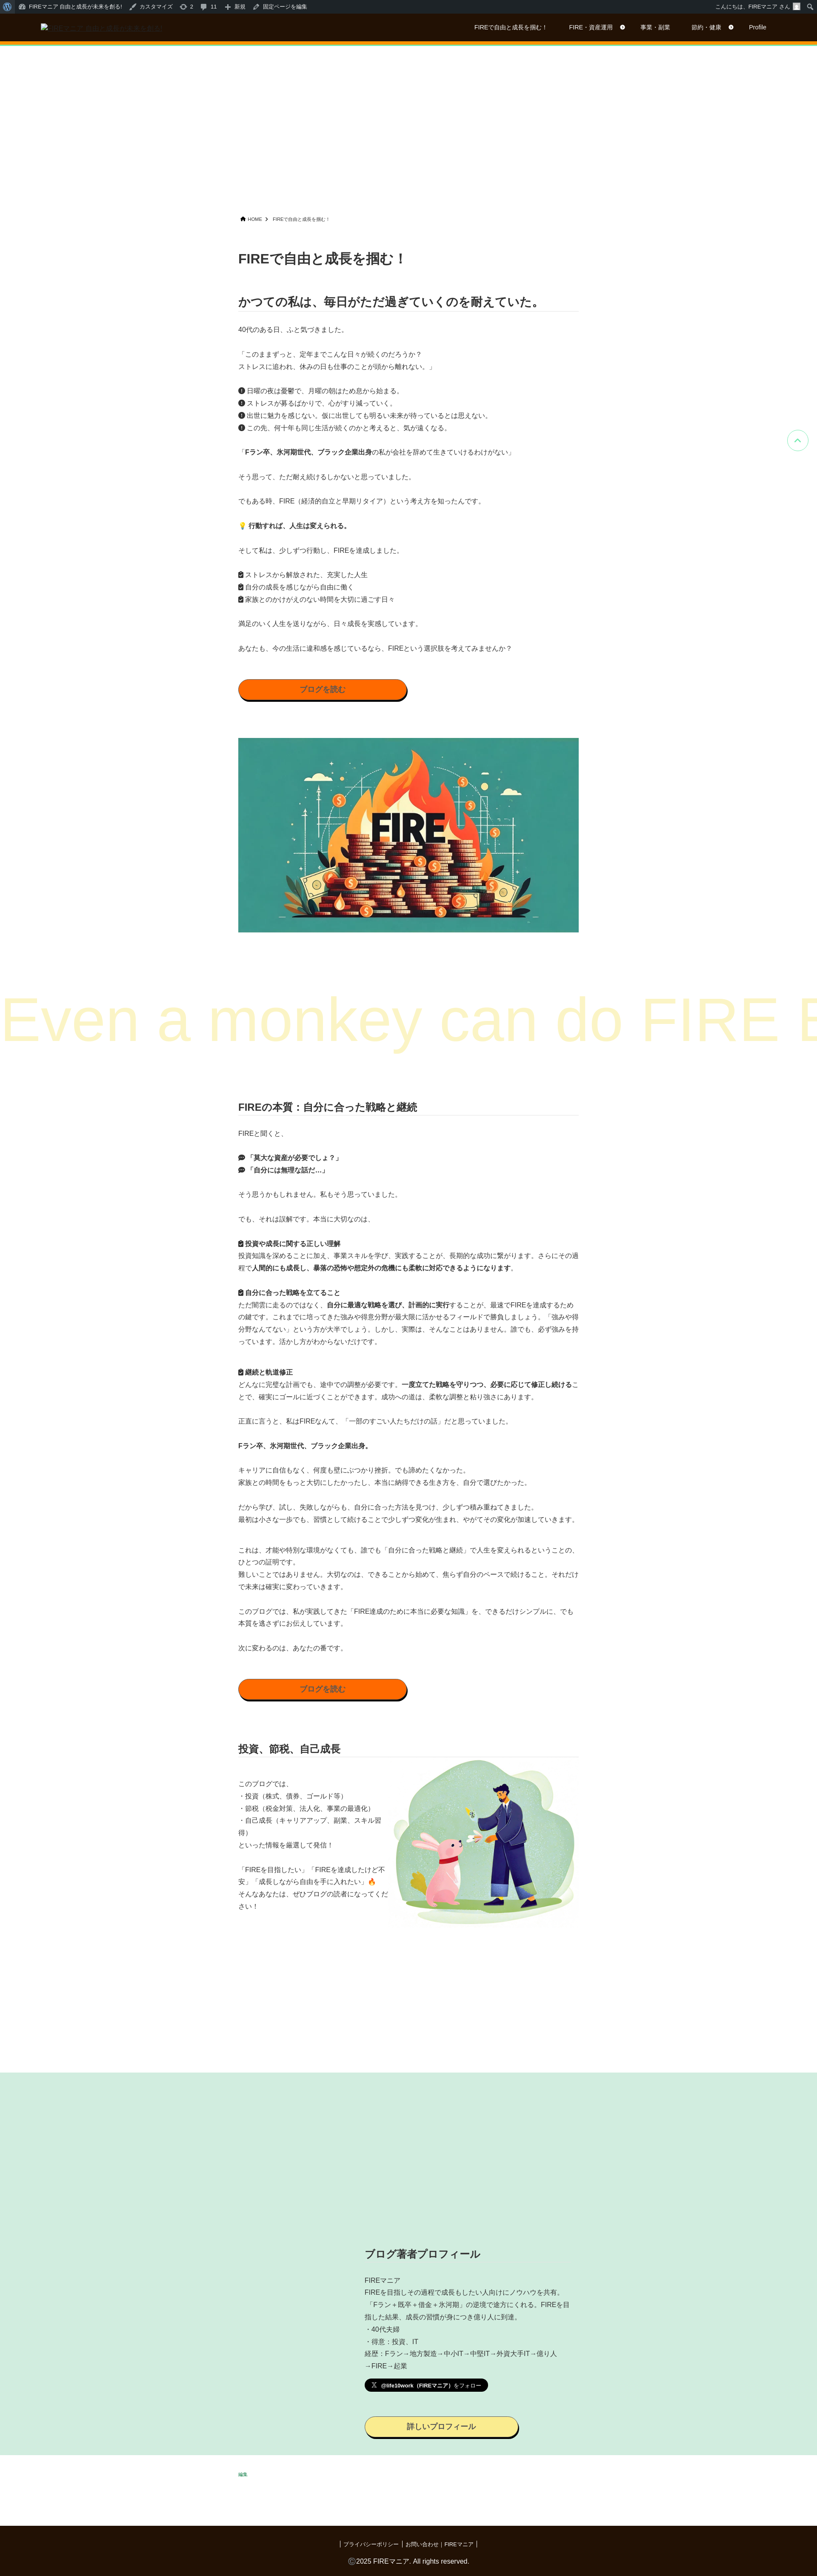 FIREマニア 自由と成長が未来を創る!
カスタマイズ
2
11
新規
固定ページを編集
こんにちは、FIREマニア さん
FIREで自由と成長を掴む！
FIRE・資産運用
事業・副業
節約・健康
Profile
HOME
FIREで自由と成長を掴む！
FIREで自由と成長を掴む！
かつての私は、毎日がただ過ぎていくのを耐えていた。
40代のある日、ふと気づきました。
「このままずっと、定年までこんな日々が続くのだろうか？
ストレスに追われ、休みの日も仕事のことが頭から離れない。」
日曜の夜は憂鬱で、月曜の朝はため息から始まる。
ストレスが募るばかりで、心がすり減っていく。
出世に魅力を感じない。仮に出世しても明るい未来が待っているとは思えない。
この先、何十年も同じ生活が続くのかと考えると、気が遠くなる。
「Fラン卒、氷河期世代、ブラック企業出身の私が会社を辞めて生きていけるわけがない」
そう思って、ただ耐え続けるしかないと思っていました。
でもある時、FIRE（経済的自立と早期リタイア）という考え方を知ったんです。
💡 行動すれば、人生は変えられる。
そして私は、少しずつ行動し、FIREを達成しました。
ストレスから解放された、充実した人生
自分の成長を感じながら自由に働く
家族とのかけがえのない時間を大切に過ごす日々
満足のいく人生を送りながら、日々成長を実感しています。
あなたも、今の生活に違和感を感じているなら、FIREという選択肢を考えてみませんか？
ブログを読む
FIRE
Even a monkey can do FIRE E
FIREの本質：自分に合った戦略と継続
FIREと聞くと、
「莫大な資産が必要でしょ？」
「自分には無理な話だ…」
そう思うかもしれません。私もそう思っていました。
でも、それは誤解です。本当に大切なのは、
投資や成長に関する正しい理解
投資知識を深めることに加え、事業スキルを学び、実践することが、長期的な成功に繋がります。さらにその過
程で人間的にも成長し、暴落の恐怖や想定外の危機にも柔軟に対応できるようになります。
自分に合った戦略を立てること
ただ闇雲に走るのではなく、自分に最適な戦略を選び、計画的に実行することが、最速でFIREを達成するため
の鍵です。これまでに培ってきた強みや得意分野が最大限に活かせるフィールドで勝負しましょう。「強みや得
分野なんてない」という方が大半でしょう。しかし、実際は、そんなことはありません。誰でも、必ず強みを持
っています。活かし方がわからないだけです。
継続と軌道修正
どんなに完璧な計画でも、途中での調整が必要です。一度立てた戦略を守りつつ、必要に応じて修正し続けるこ
とで、確実にゴールに近づくことができます。成功への道は、柔軟な調整と粘り強さにあります。
正直に言うと、私はFIREなんて、「一部のすごい人たちだけの話」だと思っていました。
Fラン卒、氷河期世代、ブラック企業出身。
キャリアに自信もなく、何度も壁にぶつかり挫折。でも諦めたくなかった。
家族との時間をもっと大切にしたかったし、本当に納得できる生き方を、自分で選びたかった。
だから学び、試し、失敗しながらも、自分に合った方法を見つけ、少しずつ積み重ねてきました。
最初は小さな一歩でも、習慣として続けることで少しずつ変化が生まれ、やがてその変化が加速していきます。
これは、才能や特別な環境がなくても、誰でも「自分に合った戦略と継続」で人生を変えられるということの、
ひとつの証明です。
難しいことではありません。大切なのは、できることから始めて、焦らず自分のペースで続けること。それだけ
で未来は確実に変わっていきます。
このブログでは、私が実践してきた「FIRE達成のために本当に必要な知識」を、できるだけシンプルに、でも
本質を逃さずにお伝えしています。
次に変わるのは、あなたの番です。
ブログを読む
投資、節税、自己成長
このブログでは、
・投資（株式、債券、ゴールド等）
・節税（税金対策、法人化、事業の最適化）
・自己成長（キャリアアップ、副業、スキル習
得）
といった情報を厳選して発信！
「FIREを目指したい」「FIREを達成したけど不
安」「成長しながら自由を手に入れたい」🔥
そんなあなたは、ぜひブログの読者になってくだ
さい！
ブログ著者プロフィール
FIREマニア
FIREを目指しその過程で成長もしたい人向けにノウハウを共有。
「Fラン＋既卒＋借金＋氷河期」の逆境で途方にくれる。FIREを目
指した結果、成長の習慣が身につき億り人に到達。
・40代夫婦
・得意：投資、IT
経歴：Fラン→地方製造→中小IT→中堅IT→外資大手IT→億り人
→FIRE→起業
X @life10work（FIREマニア）をフォロー
詳しいプロフィール
編集
プライバシーポリシー
お問い合わせ｜FIREマニア
Ⓒ2025 FIREマニア. All rights reserved.